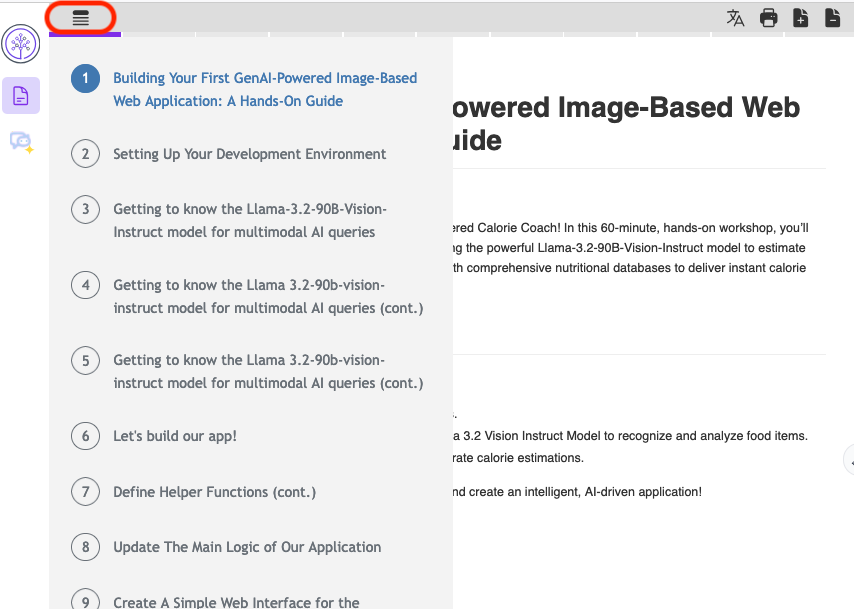 1 Building Your First GenAI-Powered Image-Based
Web Application: A Hands-On Guide
2 Setting Up Your Development Environment
3 Getting to know the Llama-3.2-90B-Vision-
Instruct model for multimodal AI queries
4 Getting to know the Llama 3.2-90b-vision-
instruct model for multimodal AI queries (cont.)
5 Getting to know the Llama 3.2-90b-vision-
instruct model for multimodal AI queries (cont.)
6 Let's build our app!
7 Define Helper Functions (cont.)
8 Update The Main Logic of Our Application
9 Create A Simple Web Interface for the
owered Image-Based Web
uide
ered Calorie Coach! In this 60-minute, hands-on workshop, you'll
ng the powerful Llama-3.2-90B-Vision-Instruct model to estimate
th comprehensive nutritional databases to deliver instant calorie
s.
a 3.2 Vision Instruct Model to recognize and analyze food items.
rate calorie estimations.
nd create an intelligent, AI-driven application!